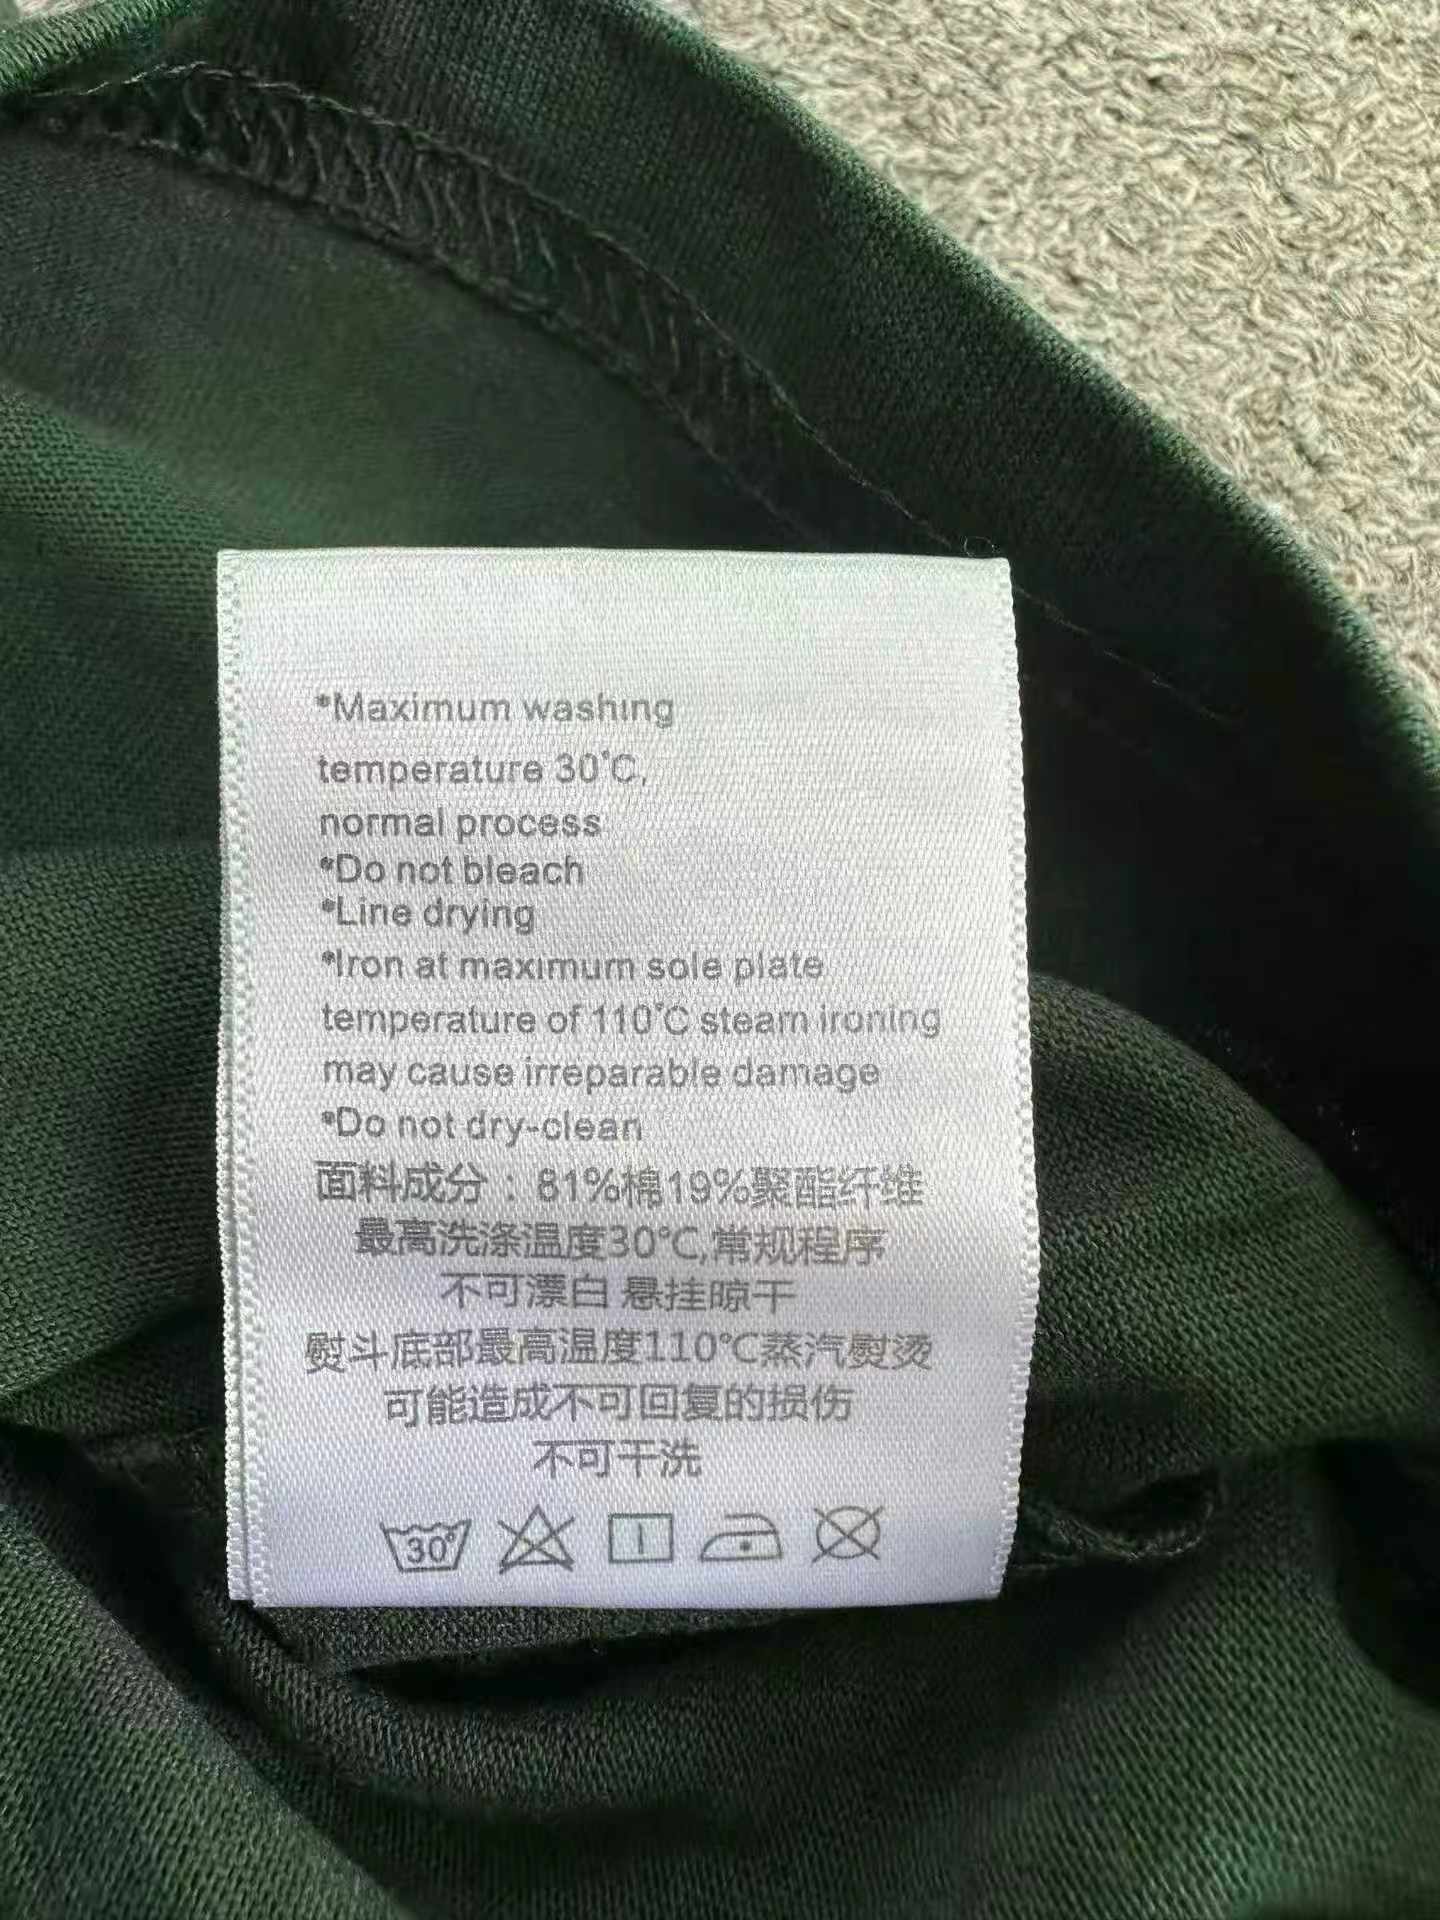 *Maximum washing
temperature 30°C,
normal process
*Do not bleach
*Line drying
*Iron at maximum sole plate
temperature of 110°C steam ironing
may cause irreparable damage
*Do not dry-clean
面料成分：81%棉19%聚酯纤维
最高洗涤温度30℃,常规程序
不可漂白 悬挂晾干
熨斗底部最高温度110℃蒸汽熨烫
可能造成不可回复的损伤
不可干洗
30°